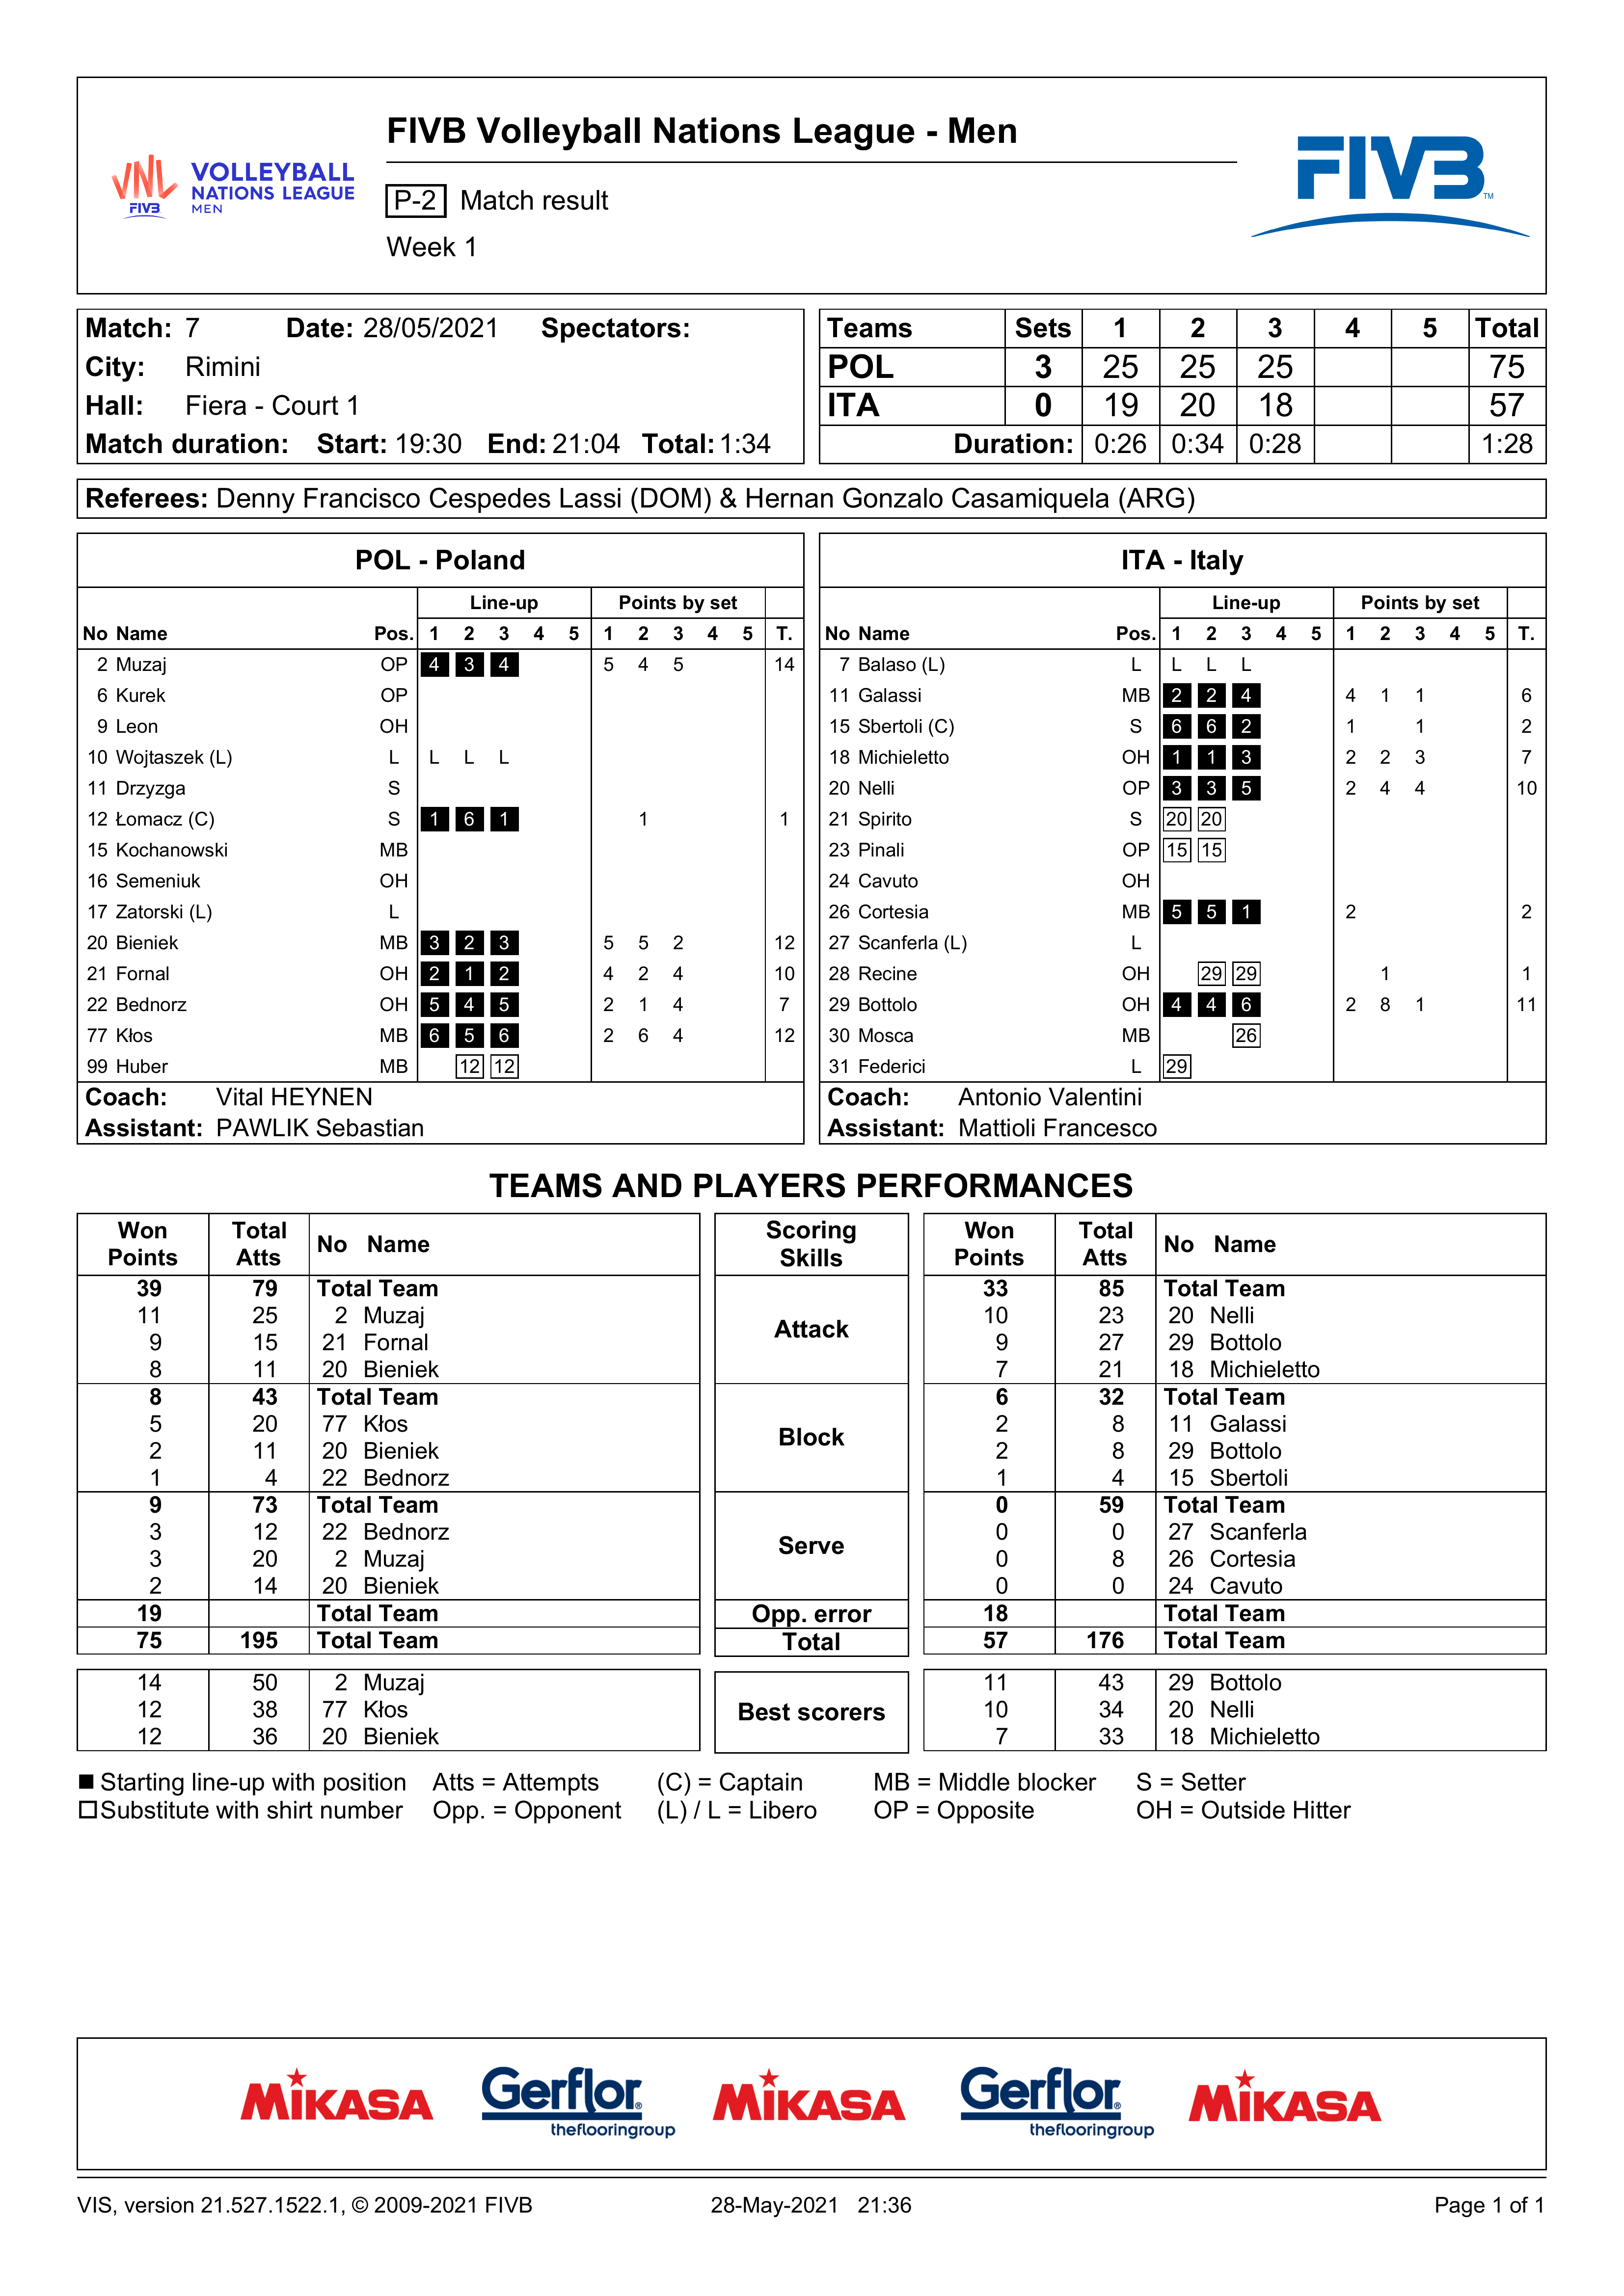 FIVB Volleyball Nations League - Men
VNL FIVB VOLLEYBALL NATIONS LEAGUE MEN
P-2 Match result
Week 1
FIVB TM
Match: 7 Date: 28/05/2021 Spectators:
City: Rimini
Hall: Fiera - Court 1
Match duration: Start: 19:30 End: 21:04 Total: 1:34
Teams Sets 1 2 3 4 5 Total
POL 3 25 25 25 75
ITA 0 19 20 18 57
Duration: 0:26 0:34 0:28 1:28
Referees: Denny Francisco Cespedes Lassi (DOM) & Hernan Gonzalo Casamiquela (ARG)
POL - Poland
Line-up Points by set
No Name Pos. 1 2 3 4 5 1 2 3 4 5 T.
2 Muzaj OP 4 3 4 5 4 5 14
6 Kurek OP
9 Leon OH
10 Wojtaszek (L) L L L L
11 Drzyzga S
12 Łomacz (C) S 1 6 1 1 1
15 Kochanowski MB
16 Semeniuk OH
17 Zatorski (L) L
20 Bieniek MB 3 2 3 5 5 2 12
21 Fornal OH 2 1 2 4 2 4 10
22 Bednorz OH 5 4 5 2 1 4 7
77 Kłos MB 6 5 6 2 6 4 12
99 Huber MB 12 12
Coach: Vital HEYNEN
Assistant: PAWLIK Sebastian
ITA - Italy
Line-up Points by set
No Name Pos. 1 2 3 4 5 1 2 3 4 5 T.
7 Balaso (L) L L L L
11 Galassi MB 2 2 4 4 1 1 6
15 Sbertoli (C) S 6 6 2 1 1 2
18 Michieletto OH 1 1 3 2 2 3 7
20 Nelli OP 3 3 5 2 4 4 10
21 Spirito S 20 20
23 Pinali OP 15 15
24 Cavuto OH
26 Cortesia MB 5 5 1 2 2
27 Scanferla (L) L
28 Recine OH 29 29 1 1
29 Bottolo OH 4 4 6 2 8 1 11
30 Mosca MB 26
31 Federici L 29
Coach: Antonio Valentini
Assistant: Mattioli Francesco
TEAMS AND PLAYERS PERFORMANCES
Won Points Total Atts No Name Scoring Skills Won Points Total Atts No Name
39 79 Total Team Attack 33 85 Total Team
11 25 2 Muzaj 10 23 20 Nelli
9 15 21 Fornal 9 27 29 Bottolo
8 11 20 Bieniek 7 21 18 Michieletto
8 43 Total Team Block 6 32 Total Team
5 20 77 Kłos 2 8 11 Galassi
2 11 20 Bieniek 2 8 29 Bottolo
1 4 22 Bednorz 1 4 15 Sbertoli
9 73 Total Team Serve 0 59 Total Team
3 12 22 Bednorz 0 0 27 Scanferla
3 20 2 Muzaj 0 8 26 Cortesia
2 14 20 Bieniek 0 0 24 Cavuto
19 Total Team Opp. error 18 Total Team
75 195 Total Team Total 57 176 Total Team
14 50 2 Muzaj Best scorers 11 43 29 Bottolo
12 38 77 Kłos 10 34 20 Nelli
12 36 20 Bieniek 7 33 18 Michieletto
Starting line-up with position Atts = Attempts (C) = Captain MB = Middle blocker S = Setter
Substitute with shirt number Opp. = Opponent (L) / L = Libero OP = Opposite OH = Outside Hitter
MIKASA Gerflor® theflooringgroup MIKASA Gerflor® theflooringgroup MIKASA
VIS, version 21.527.1522.1, © 2009-2021 FIVB 28-May-2021 21:36 Page 1 of 1